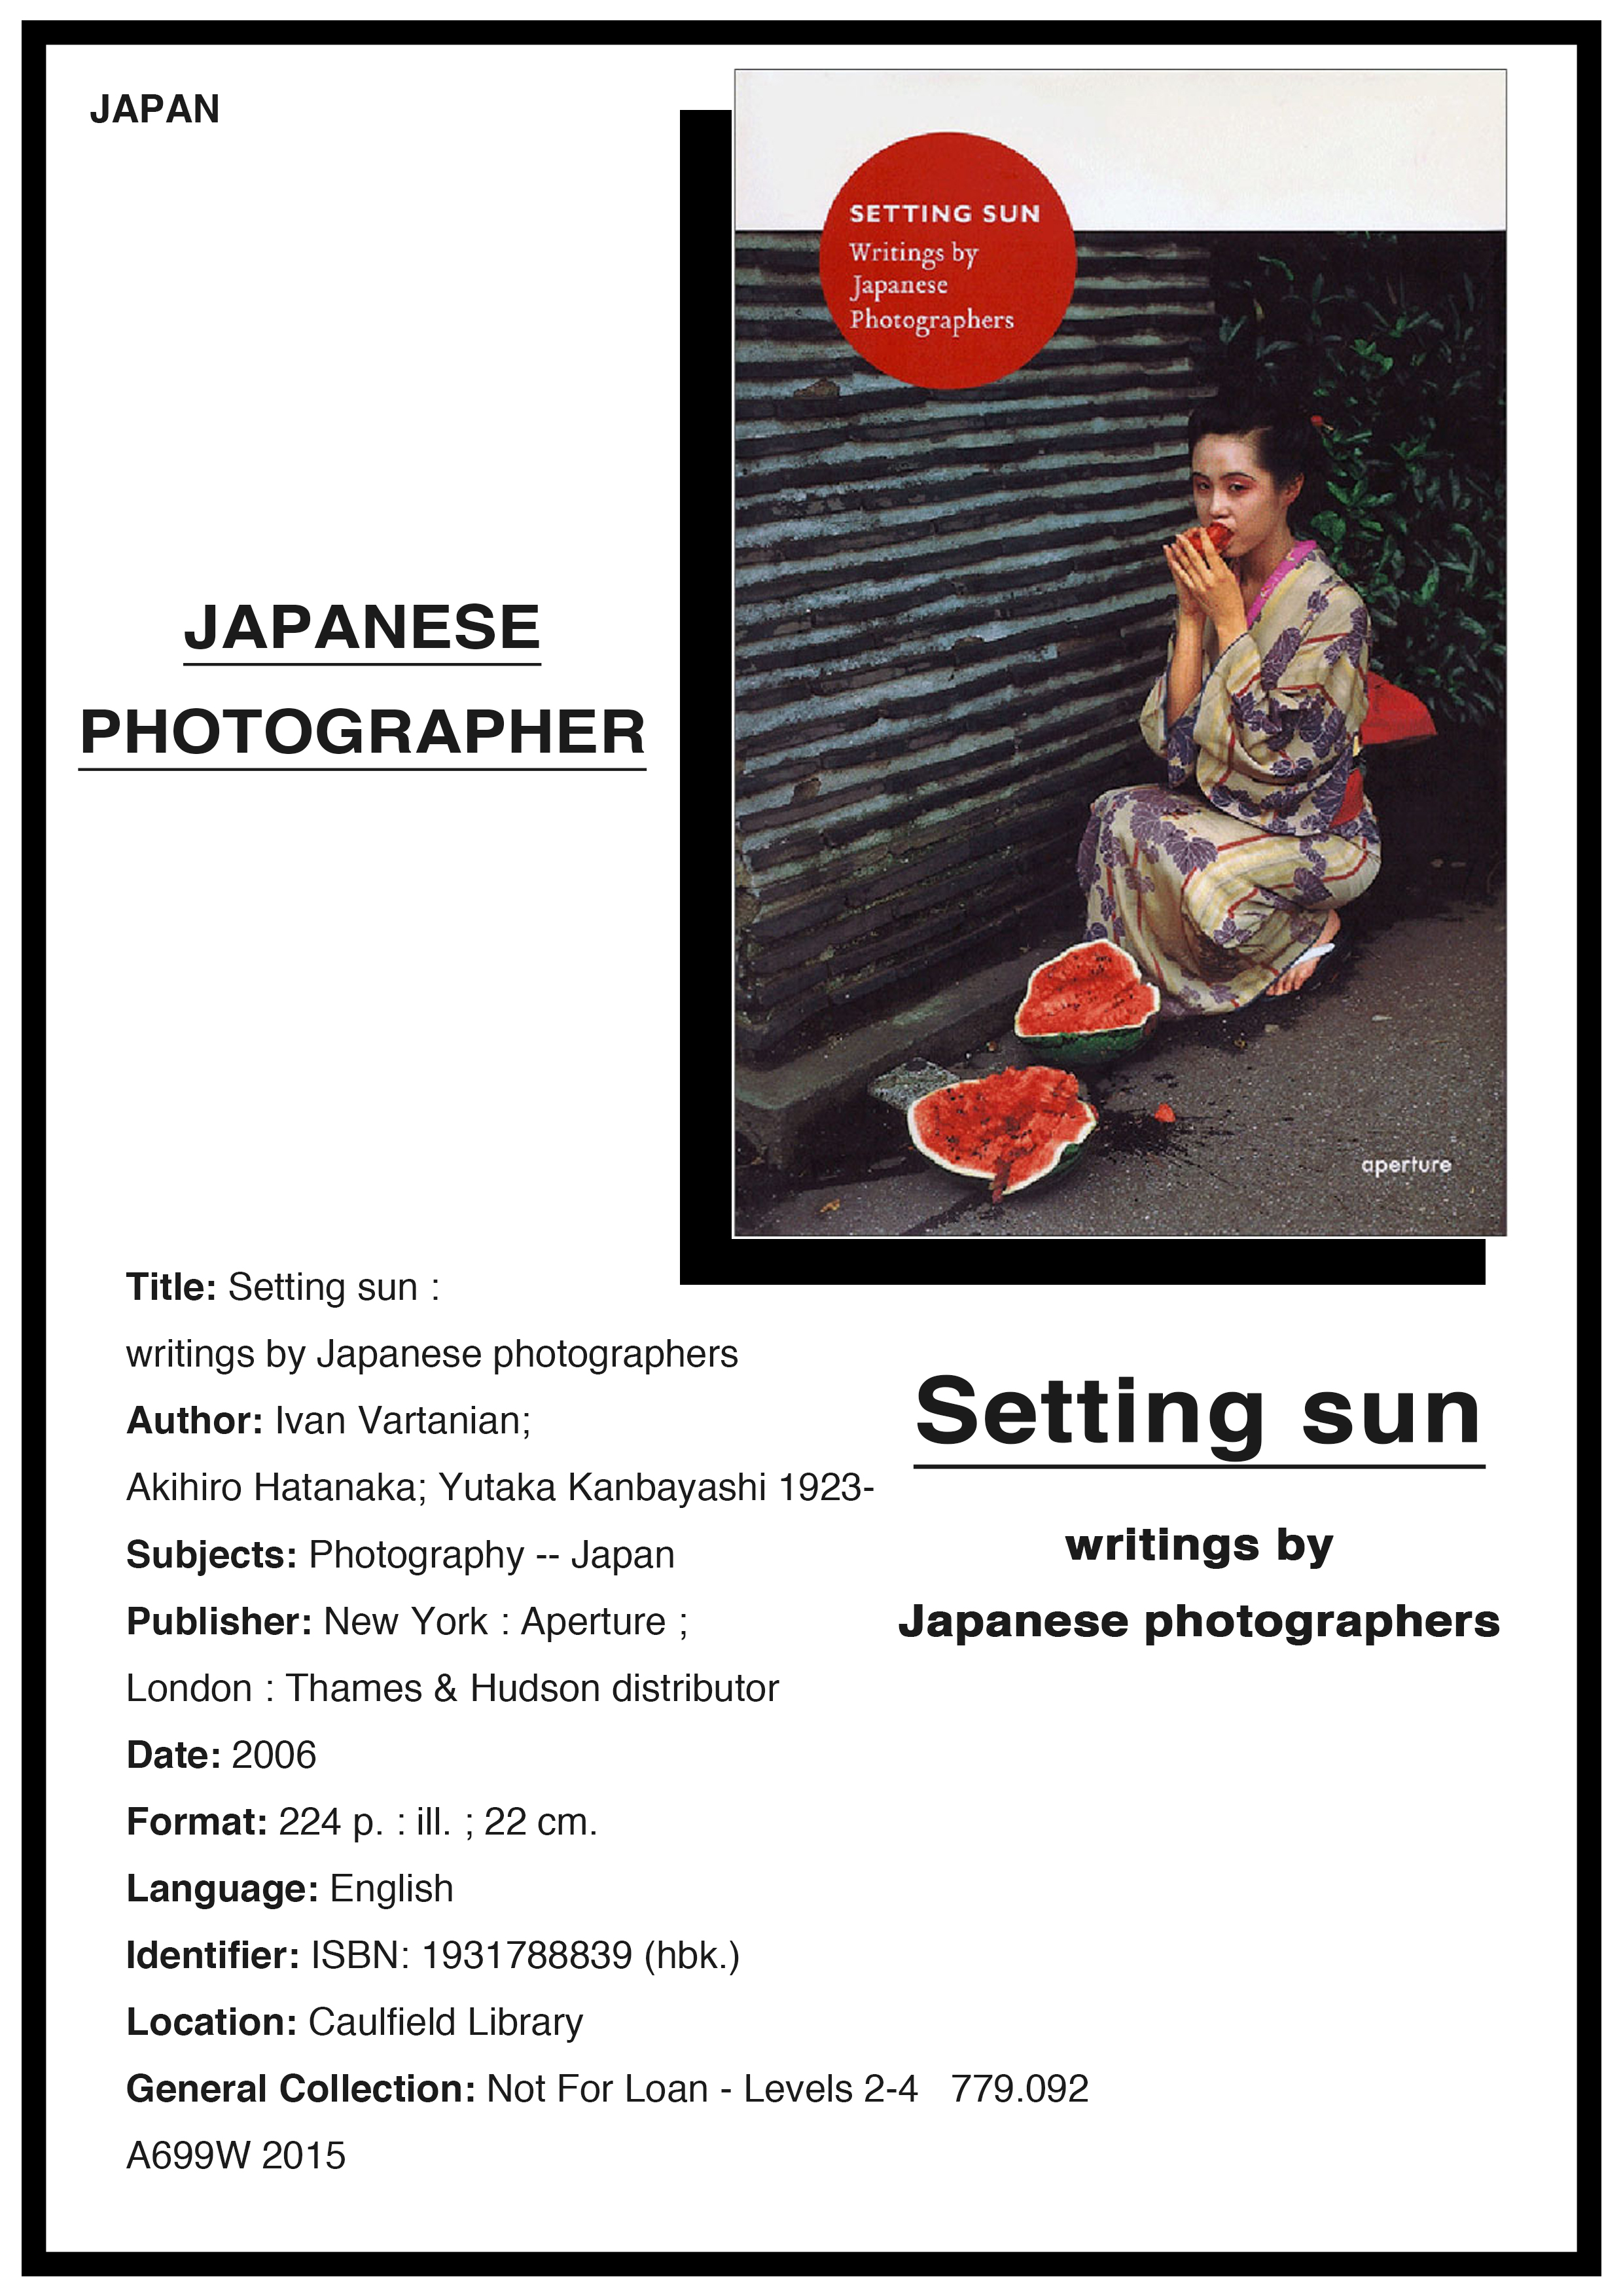 JAPAN
SETTING SUN
Writings by
Japanese
Photographers
aperture
JAPANESE
PHOTOGRAPHER
Title: Setting sun :
writings by Japanese photographers
Author: Ivan Vartanian;
Akihiro Hatanaka; Yutaka Kanbayashi 1923-
Subjects: Photography -- Japan
Publisher: New York : Aperture ;
London : Thames & Hudson distributor
Date: 2006
Format: 224 p. : ill. ; 22 cm.
Language: English
Identifier: ISBN: 1931788839 (hbk.)
Location: Caulfield Library
General Collection: Not For Loan - Levels 2-4 779.092
A699W 2015
Setting sun
writings by
Japanese photographers